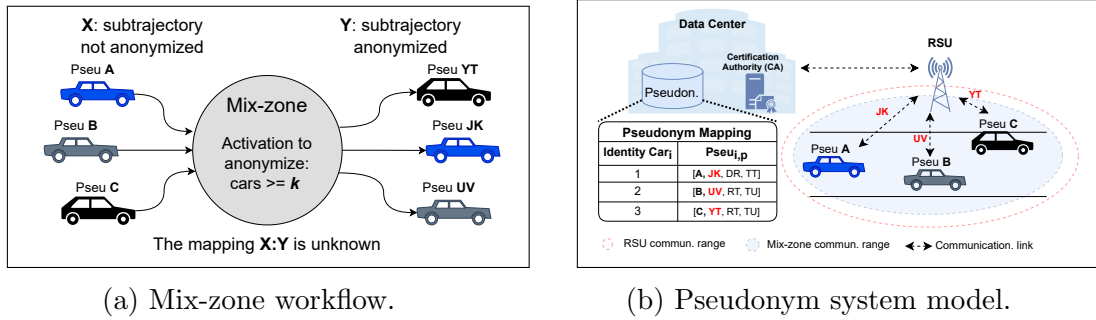 X: subtrajectory
not anonymized
Y: subtrajectory
anonymized
Pseu A
Pseu B
Pseu C
Mix-zone
Activation to
anonymize:
cars >= k
Pseu YT
Pseu JK
Pseu UV
The mapping X:Y is unknown
(a) Mix-zone workflow.
Data Center
Certification
Authority (CA)
Pseudon.
Pseudonym Mapping
Identity Cari Pseui,p
1 [A, JK, DR, TT]
2 [B, UV, RT, TU]
3 [C, YT, RT, TU]
RSU
JK
YT
UV
Pseu A
Pseu B
Pseu C
RSU commun. range
Mix-zone commun. range
Communication. link
(b) Pseudonym system model.